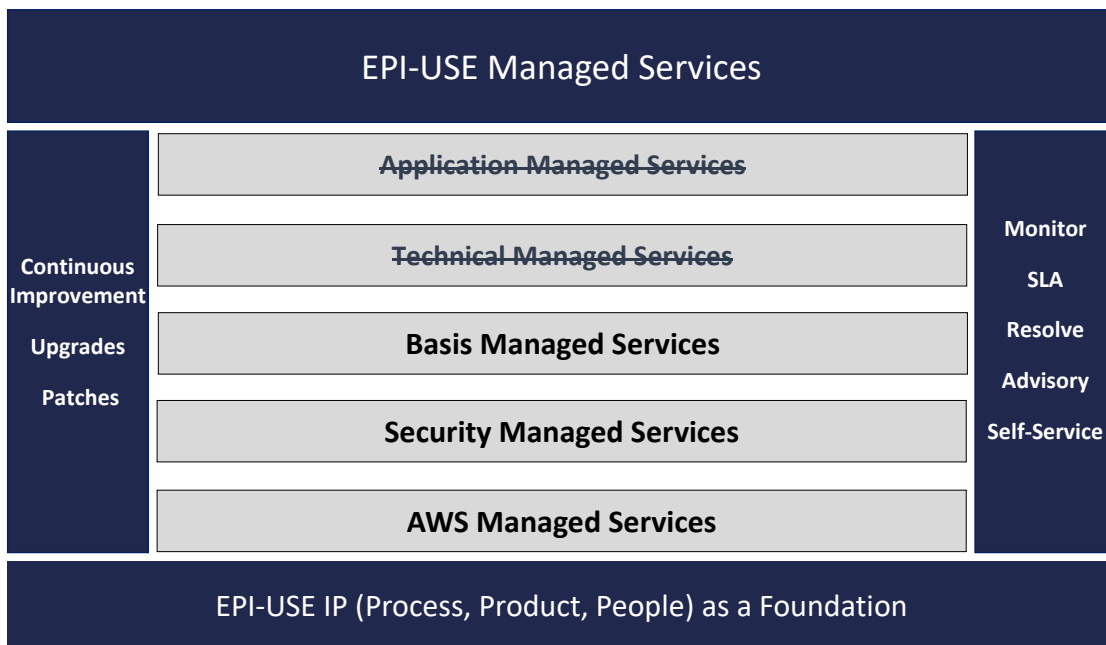 EPI-USE Managed Services
Continuous
Improvement
Upgrades
Patches
Application Managed Services
Technical Managed Services
Basis Managed Services
Security Managed Services
AWS Managed Services
Monitor
SLA
Resolve
Advisory
Self-Service
EPI-USE IP (Process, Product, People) as a Foundation